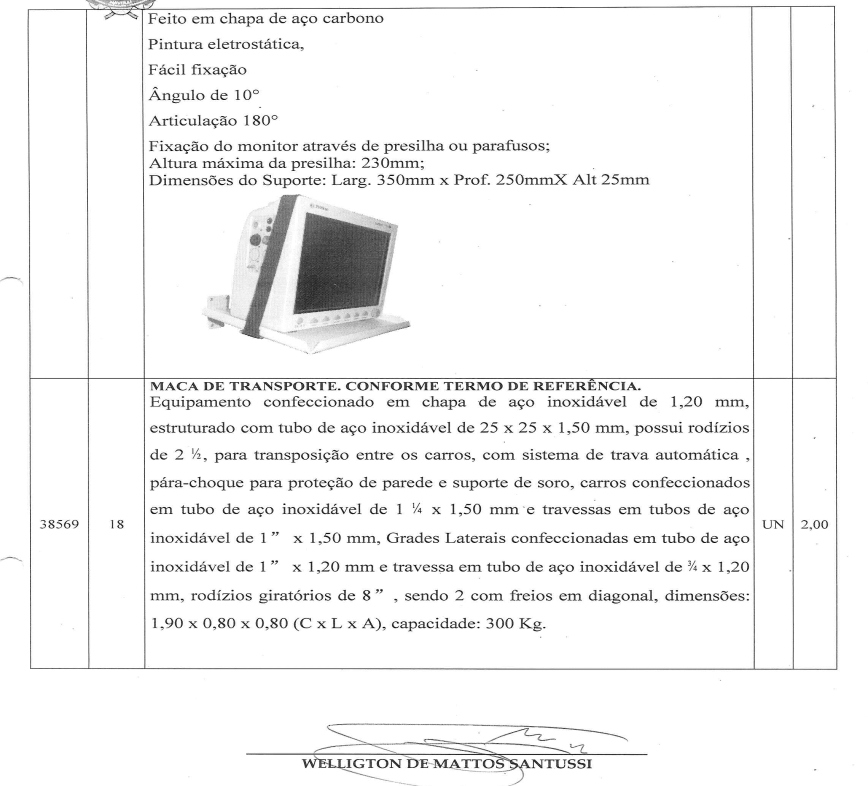 Feito em chapa de aço carbono
Pintura eletrostática,
Fácil fixação
Ângulo de 10°
Articulação 180°
Fixação do monitor através de presilha ou parafusos;
Altura máxima da presilha: 230mm;
Dimensões do Suporte: Larg. 350mm x Prof. 250mmX Alt 25mm
38569
18
MACA DE TRANSPORTE. CONFORME TERMO DE REFERÊNCIA.
Equipamento confeccionado em chapa de aço inoxidável de 1,20 mm,
estruturado com tubo de aço inoxidável de 25 x 25 x 1,50 mm, possui rodízios
de 2 ½, para transposição entre os carros, com sistema de trava automática ,
pára-choque para proteção de parede e suporte de soro, carros confeccionados
em tubo de aço inoxidável de 1 ¼ x 1,50 mm e travessas em tubos de aço
inoxidável de 1” x 1,50 mm, Grades Laterais confeccionadas em tubo de aço
inoxidável de 1” x 1,20 mm e travessa em tubo de aço inoxidável de ¾ x 1,20
mm, rodízios giratórios de 8” , sendo 2 com freios em diagonal, dimensões:
1,90 x 0,80 x 0,80 (C x L x A), capacidade: 300 Kg.
UN
2,00
WELLIGTON DE MATTOS SANTUSSI